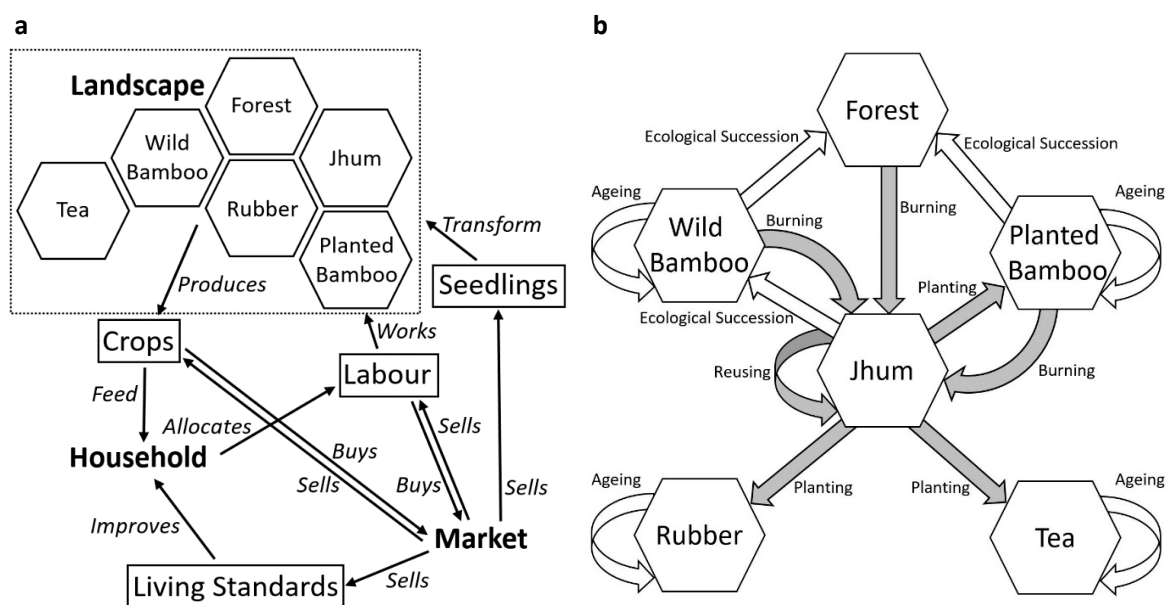 a
Landscape
Forest
Wild
Bamboo
Jhum
Tea
Rubber
Planted
Bamboo
Transform
Produces
Seedlings
Crops
Works
Labour
Feed
Allocates
Sells
Household
Buys
Sells
Buys
Sells
Improves
Market
Living Standards
Sells
b
Forest
Ecological Succession
Ecological Succession
Ageing
Ageing
Burning
Burning
Wild
Bamboo
Planted
Bamboo
Planting
Ecological Succession
Reusing
Jhum
Burning
Ageing
Planting
Planting
Ageing
Rubber
Tea